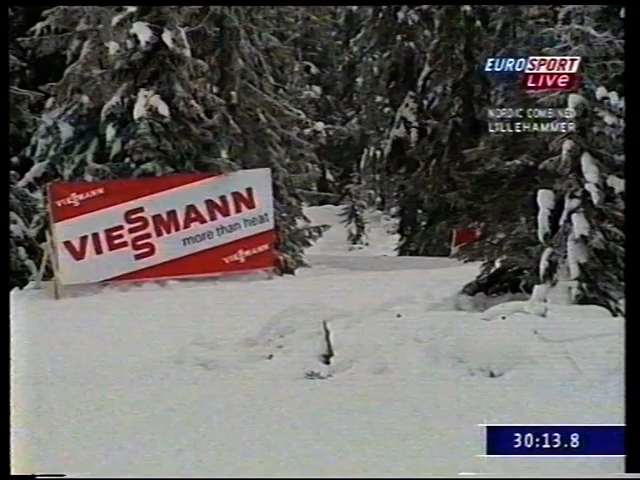 EUROSPORT
LIVE
NORDIC COMBINED
LILLEHAMMER
VIESSMANN
VIESSMANN
more than heat
VIESSMANN
30:13.8